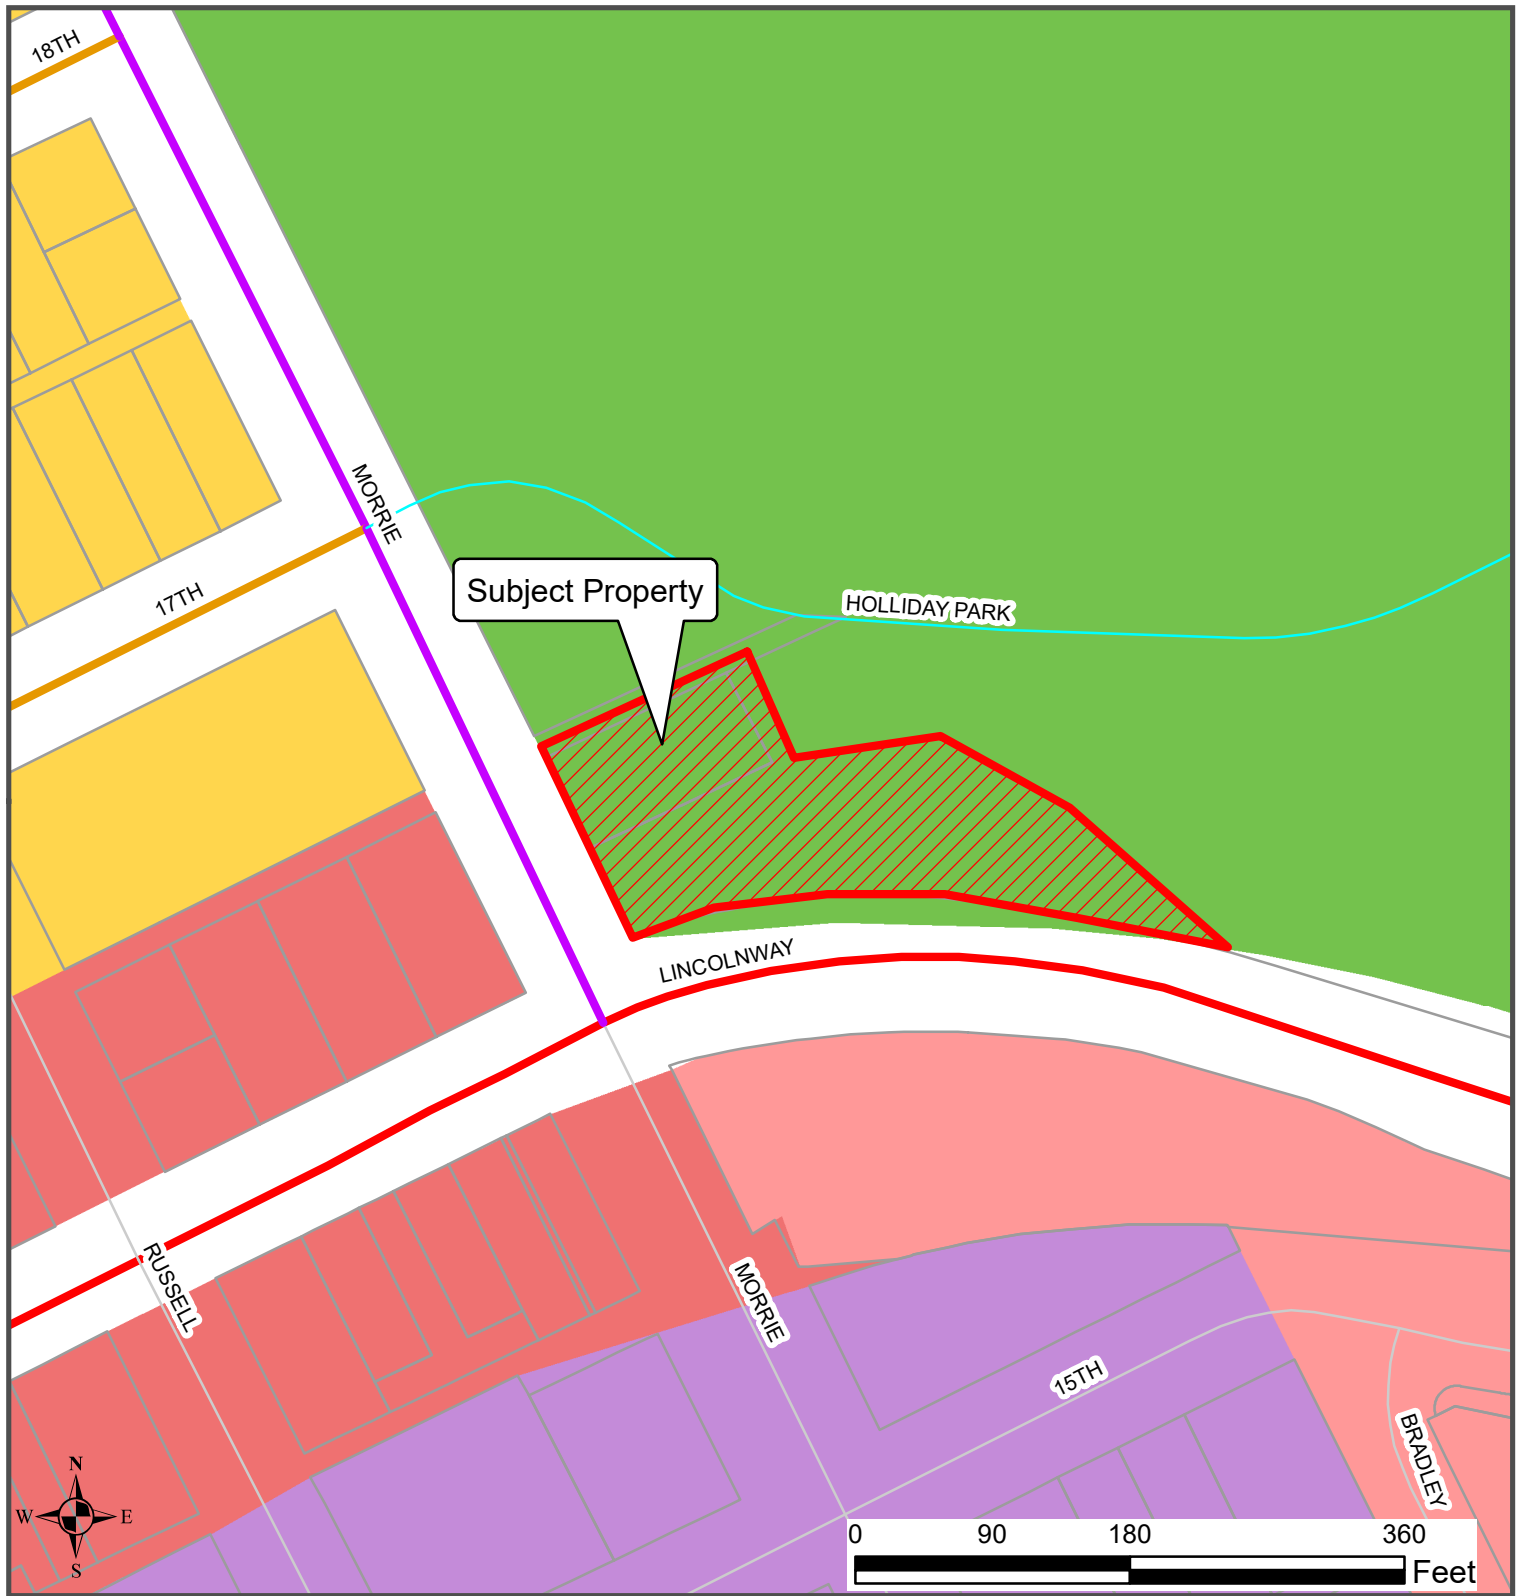 18TH
MORRIE
17TH
Subject Property
HOLLIDAY PARK
LINCOLNWAY
RUSSELL
MORRIE
15TH
BRADLEY
N
W E
S
0 90 180 360
Feet